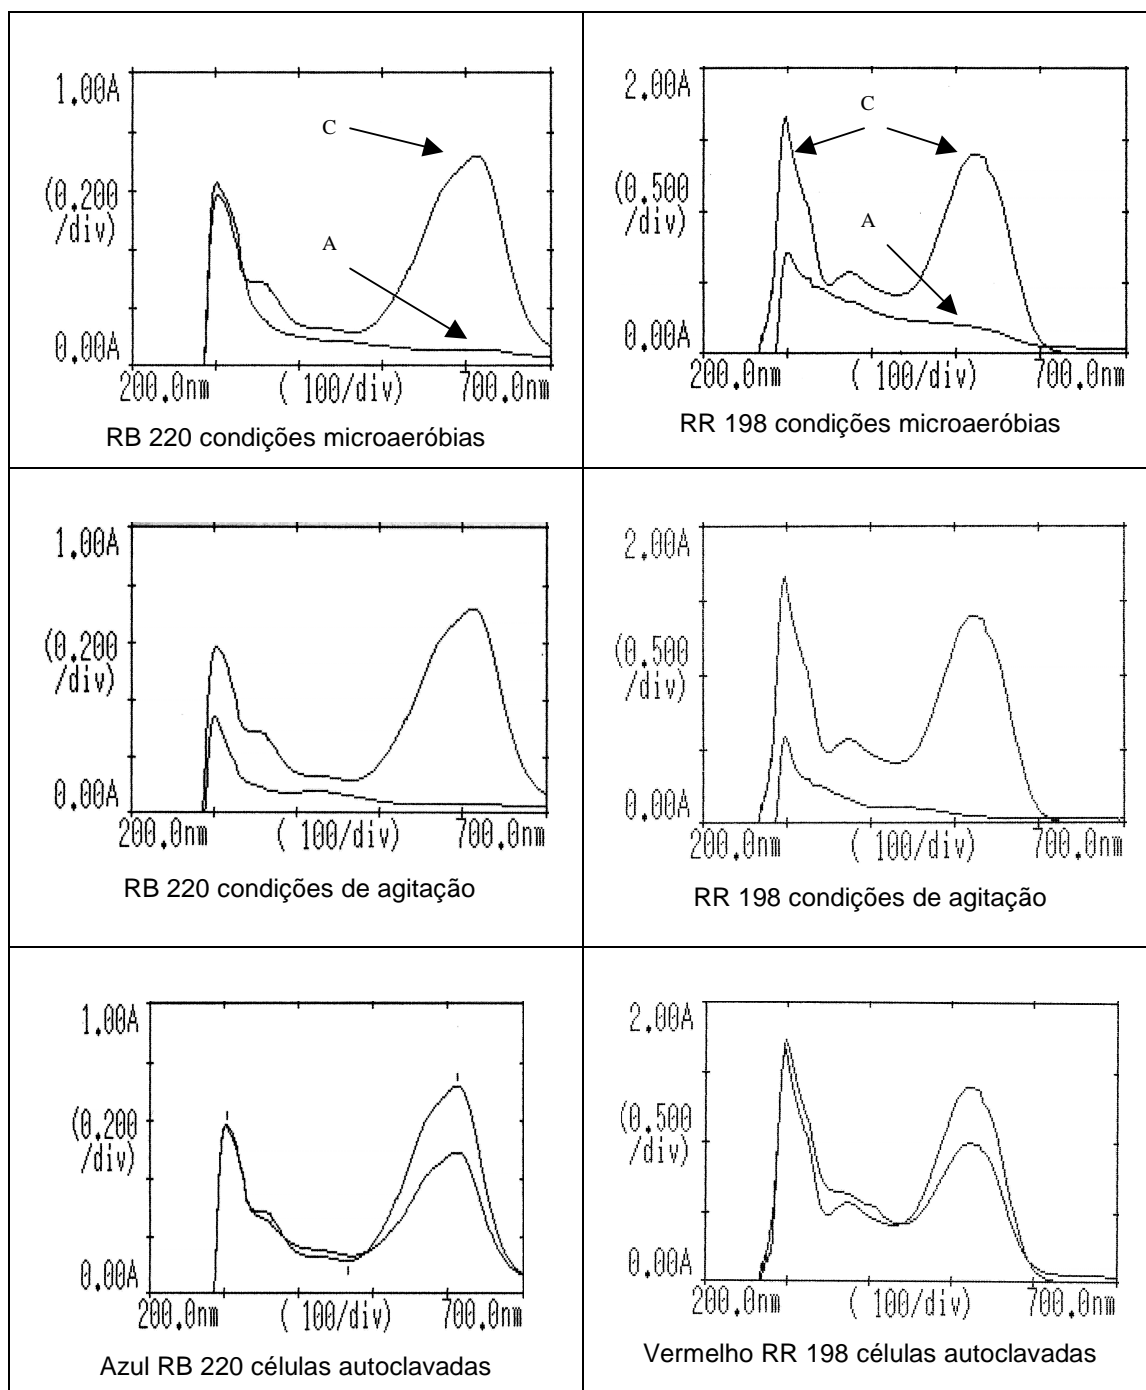 1.00A
C
(0.200
/div)
A
0.00A
200.0nm ( 100/div) 700.0nm
RB 220 condições microaeróbias
2.00A
C
(0.500
/div)
A
0.00A
200.0nm ( 100/div) 700.0nm
RR 198 condições microaeróbias
1.00A
(0.200
/div)
0.00A
200.0nm ( 100/div) 700.0nm
RB 220 condições de agitação
2.00A
(0.500
/div)
0.00A
200.0nm ( 100/div) 700.0nm
RR 198 condições de agitação
1.00A
(0.200
/div)
0.00A
200.0nm ( 100/div) 700.0nm
Azul RB 220 células autoclavadas
2.00A
(0.500
/div)
0.00A
200.0nm ( 100/div) 700.0nm
Vermelho RR 198 células autoclavadas